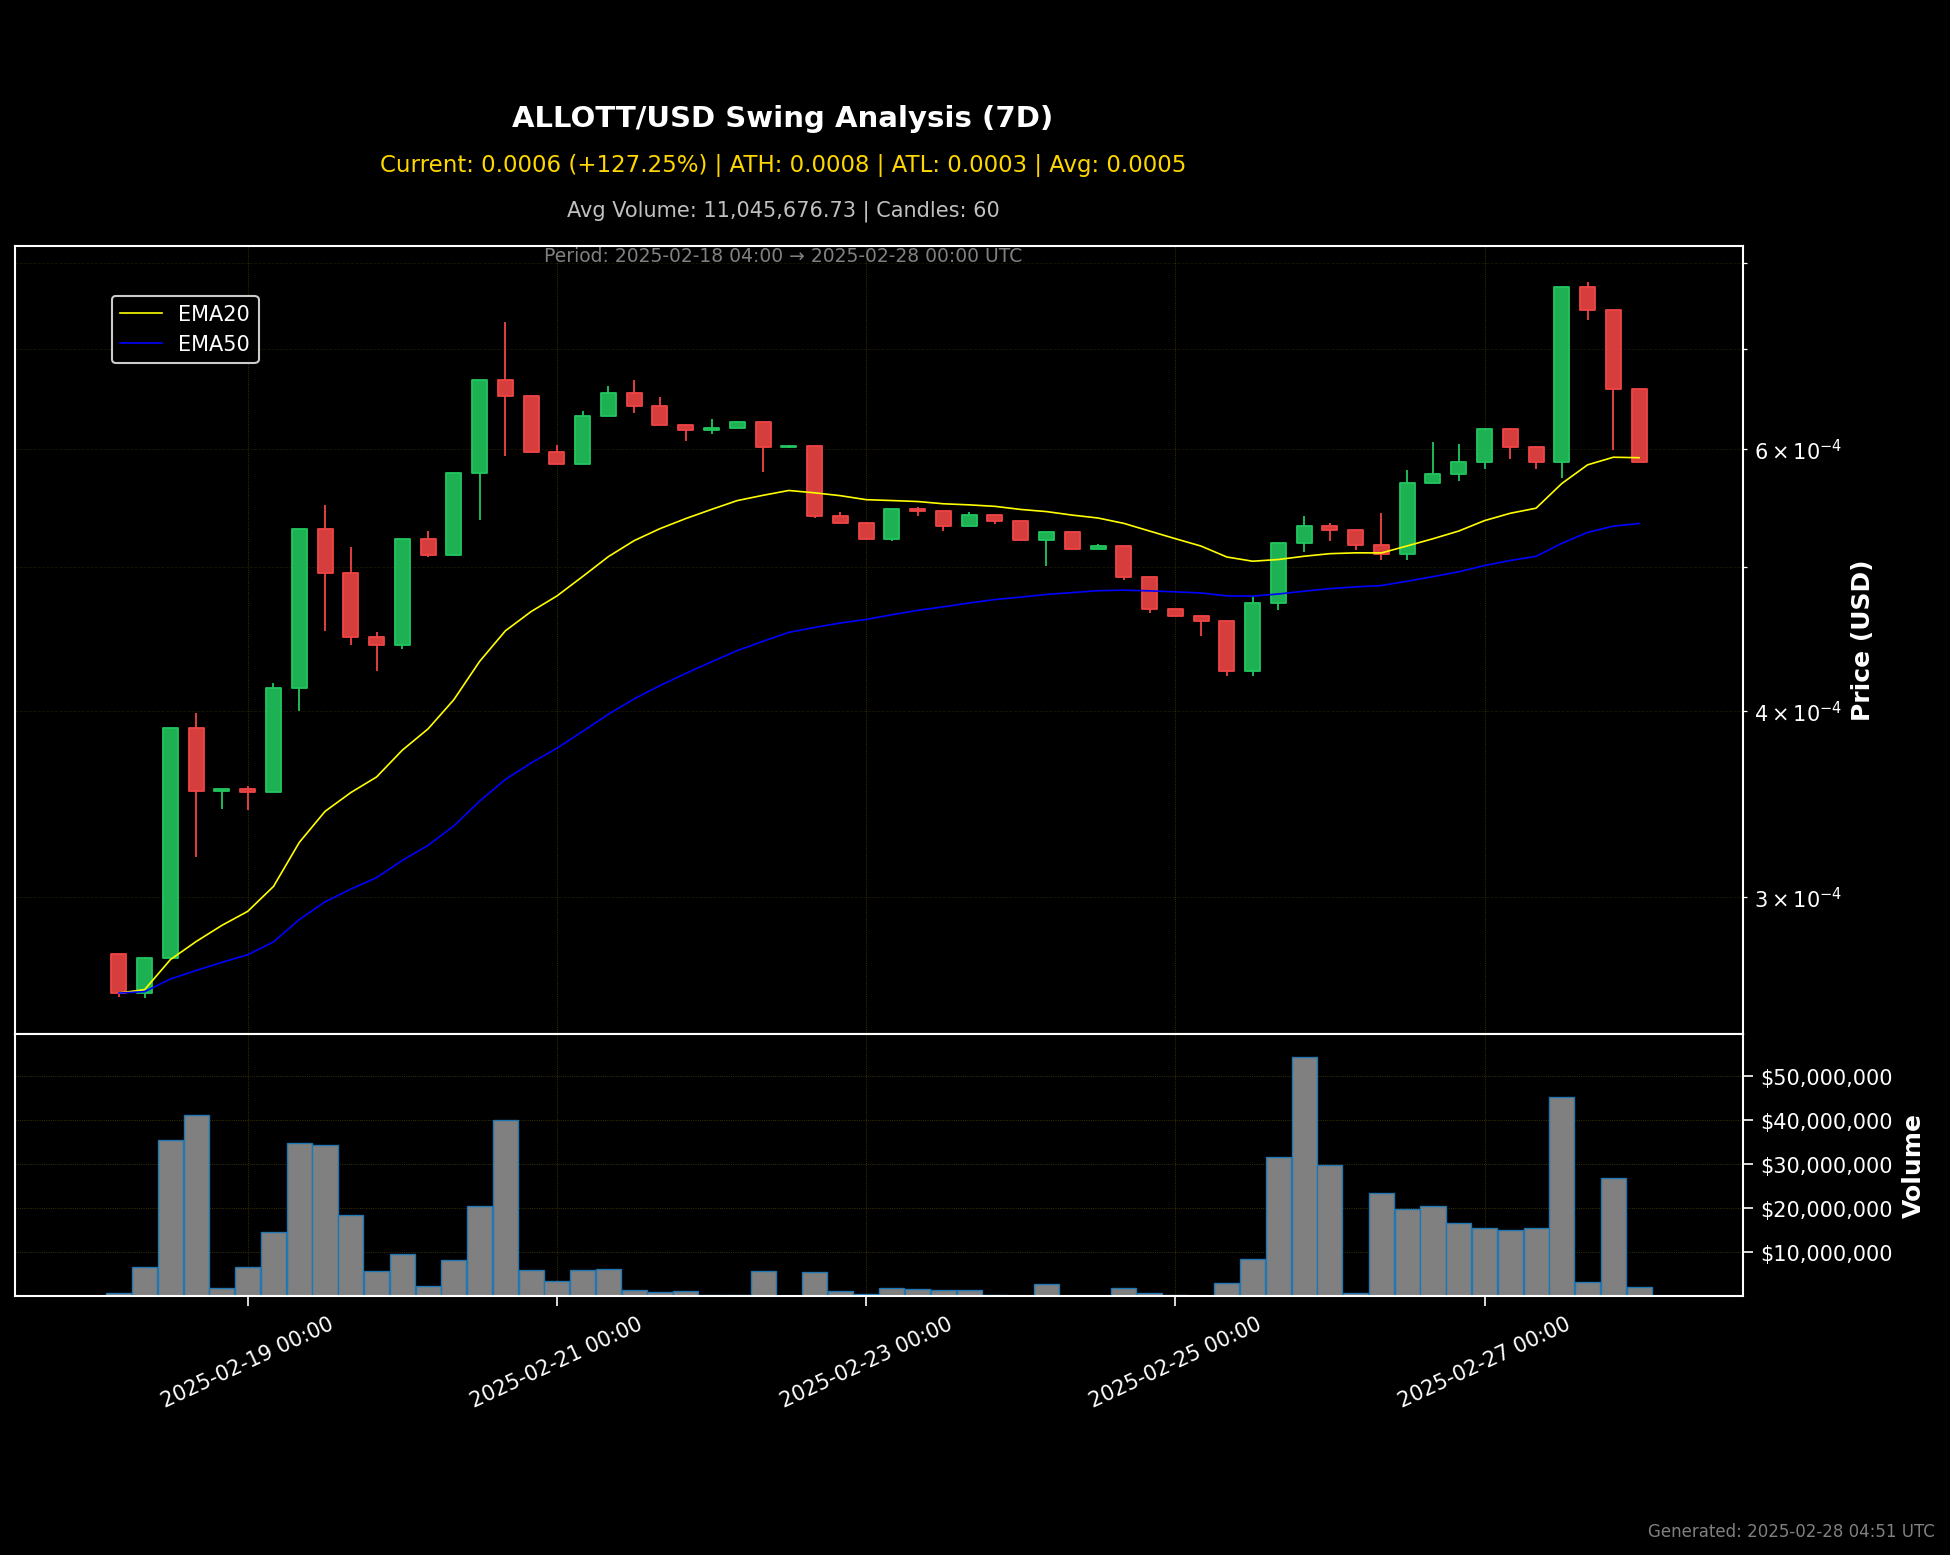 ALLOTT/USD Swing Analysis (7D)
Current: 0.0006 (+127.25%) | ATH: 0.0008 | ATL: 0.0003 | Avg: 0.0005
Avg Volume: 11,045,676.73 | Candles: 60
Period: 2025-02-18 04:00 → 2025-02-28 00:00 UTC
EMA20
EMA50
6 × 10⁻⁴
4 × 10⁻⁴
3 × 10⁻⁴
Price (USD)
$50,000,000
$40,000,000
$30,000,000
$20,000,000
$10,000,000
Volume
2025-02-19 00:00
2025-02-21 00:00
2025-02-23 00:00
2025-02-25 00:00
2025-02-27 00:00
Generated: 2025-02-28 04:51 UTC